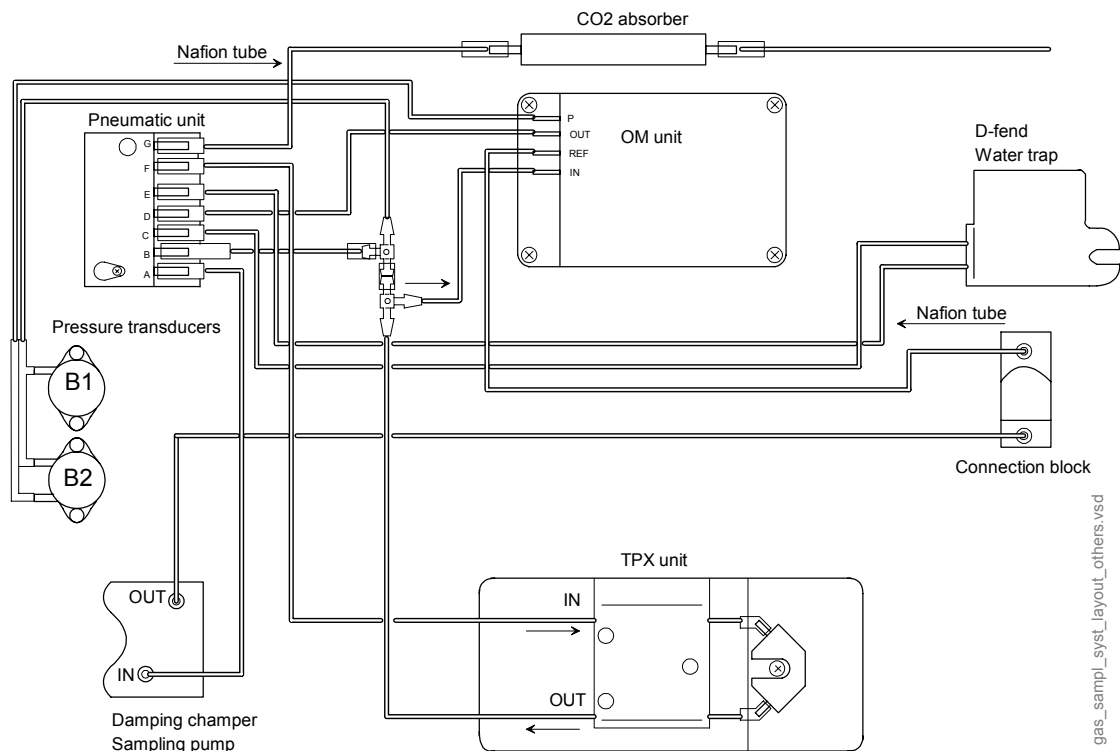 CO2 absorber
Nafion tube
Pneumatic unit
G
F
E
D
C
B
A
P
OUT
REF
IN
OM unit
D-fend
Water trap
Pressure transducers
Nafion tube
B1
B2
Connection block
TPX unit
OUT
IN
IN
OUT
Damping champer
Sampling pump
gas_sampl_syst_layout_others.vsd